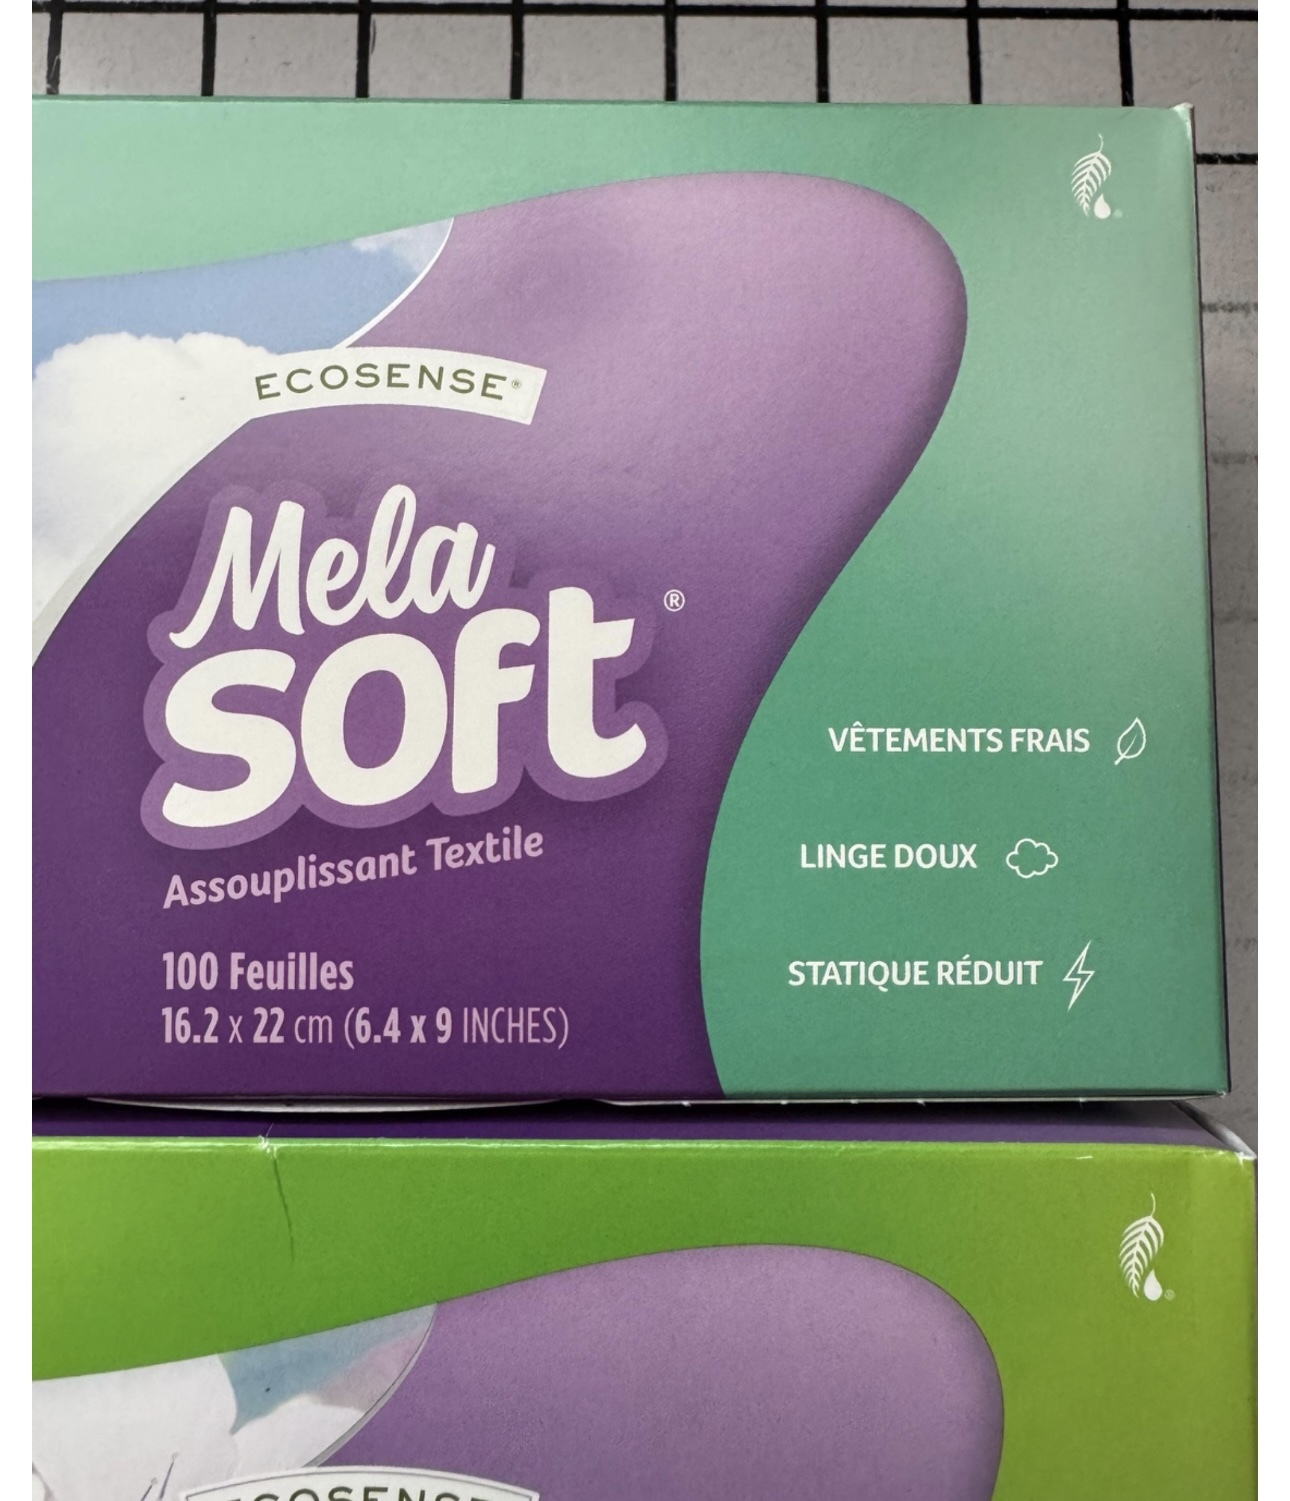 ECOSENSE®
Mela
soft®
Assouplissant Textile
100 Feuilles
16.2 x 22 cm (6.4 x 9 INCHES)
VÊTEMENTS FRAIS
LINGE DOUX
STATIQUE RÉDUIT
ECOSENSE